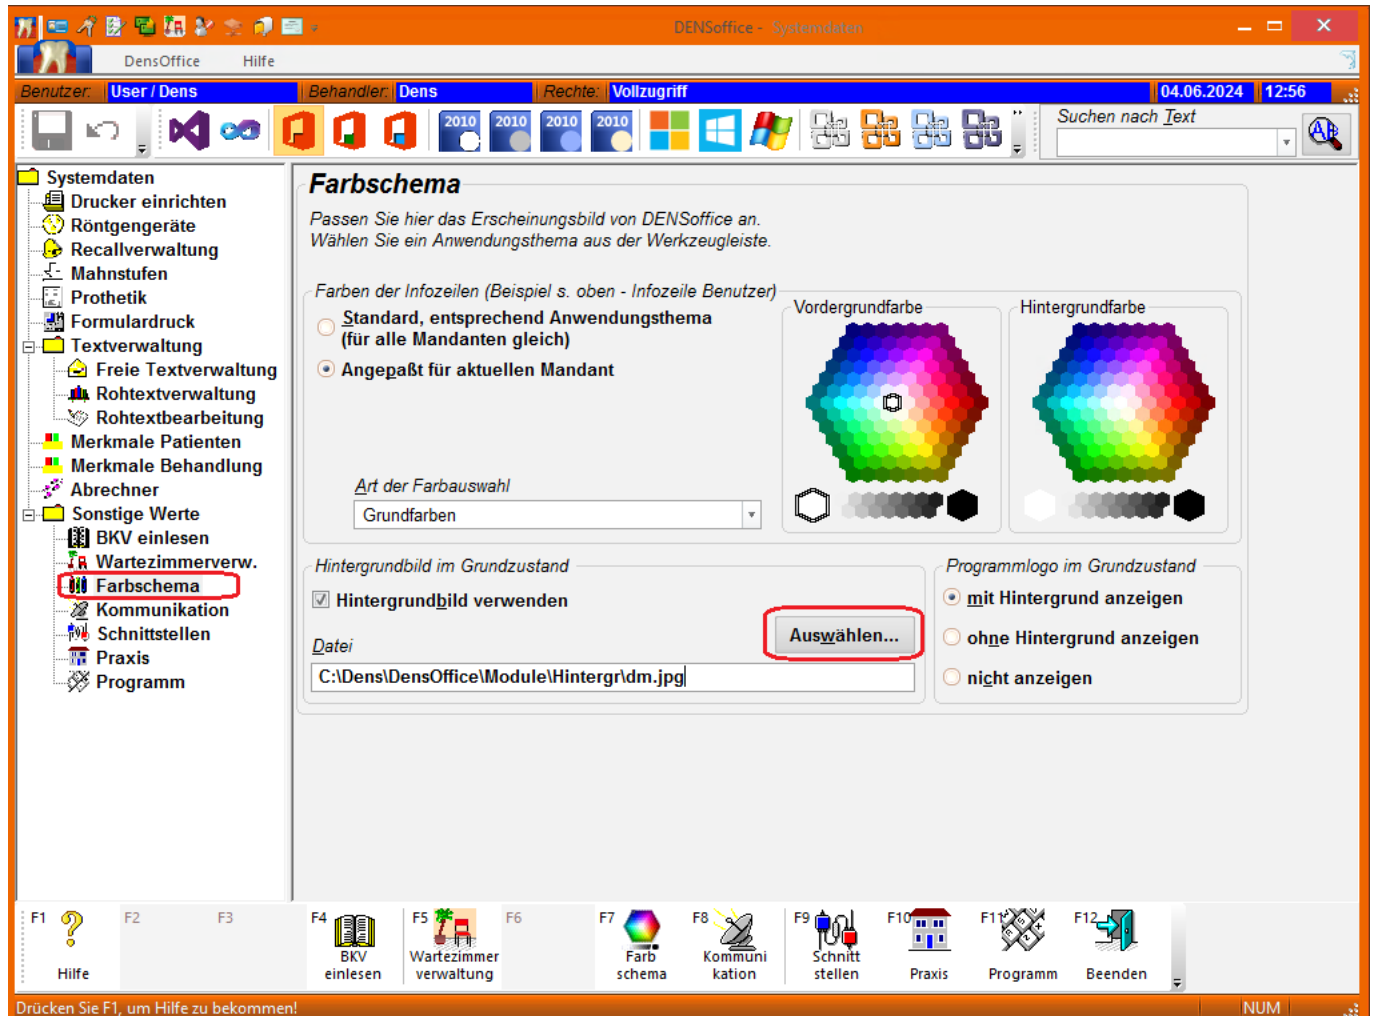 DENSoffice - Systemdaten
DensOffice Hilfe
Benutzer: User / Dens Behandler: Dens Rechte: Vollzugriff 04.06.2024 12:56
2010 2010 2010 2010
Suchen nach Text
AB
Systemdaten
Drucker einrichten
Röntgengeräte
Recallverwaltung
Mahnstufen
Prothetik
Formulardruck
Textverwaltung
Freie Textverwaltung
Rohtextverwaltung
Rohtextbearbeitung
Merkmale Patienten
Merkmale Behandlung
Abrechner
Sonstige Werte
BKV einlesen
Wartezimmerverw.
Farbschema
Kommunikation
Schnittstellen
Praxis
Programm
Farbschema
Passen Sie hier das Erscheinungsbild von DENSoffice an.
Wählen Sie ein Anwendungsthema aus der Werkzeugleiste.
Farben der Infozeilen (Beispiel s. oben - Infozeile Benutzer)
Standard, entsprechend Anwendungsthema
(für alle Mandanten gleich)
Angepaßt für aktuellen Mandant
Art der Farbauswahl
Grundfarben
Vordergrundfarbe
Hintergrundfarbe
Hintergrundbild im Grundzustand
Hintergrundbild verwenden
Auswählen...
Datei
C:\Dens\DensOffice\Module\Hintergr\dm.jpg
Programmlogo im Grundzustand
mit Hintergrund anzeigen
ohne Hintergrund anzeigen
nicht anzeigen
F1 F2 F3 F4 F5 F6 F7 F8 F9 F10 F11 F12
Hilfe
BKV
einlesen
Wartezimmer
verwaltung
Farb
schema
Kommuni
kation
Schnitt
stellen
Praxis
Programm
Beenden
Drücken Sie F1, um Hilfe zu bekommen! NUM